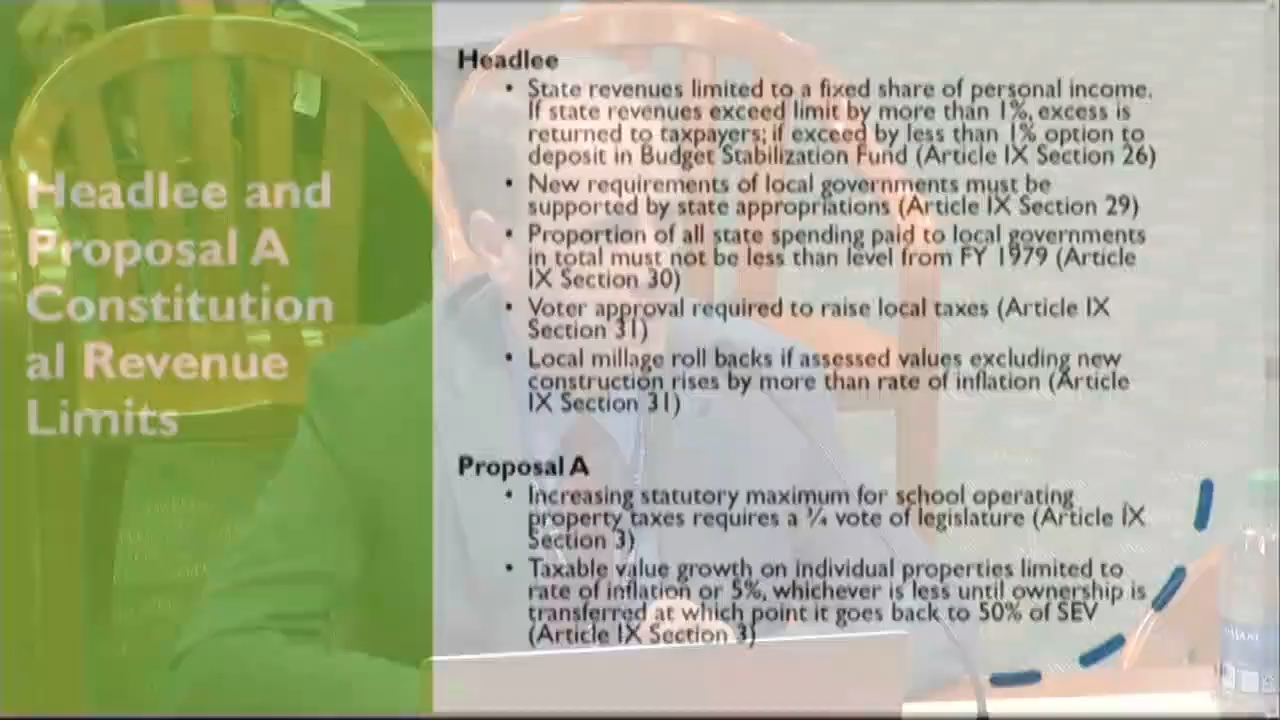 Headlee and
Proposal A
Constitution
al Revenue
Limits
Headlee
• State revenues limited to a fixed share of personal income.
If state revenues exceed limit by more than 1%, excess is
returned to taxpayers; if exceed by less than 1% option to
deposit in Budget Stabilization Fund (Article IX Section 26)
• New requirements of local governments must be
supported by state appropriations (Article IX Section 29)
• Proportion of all state spending paid to local governments
in total must not be less than level from FY 1979 (Article
IX Section 30)
• Voter approval required to raise local taxes (Article IX
Section 31)
• Local millage roll backs if assessed values excluding new
construction rises by more than rate of inflation (Article
IX Section 31)
Proposal A
• Increasing statutory maximum for school operating
property taxes requires a ¾ vote of legislature (Article IX
Section 3)
• Taxable value growth on individual properties limited to
rate of inflation or 5%, whichever is less until ownership is
transferred at which point it goes back to 50% of SEV
(Article IX Section 3)